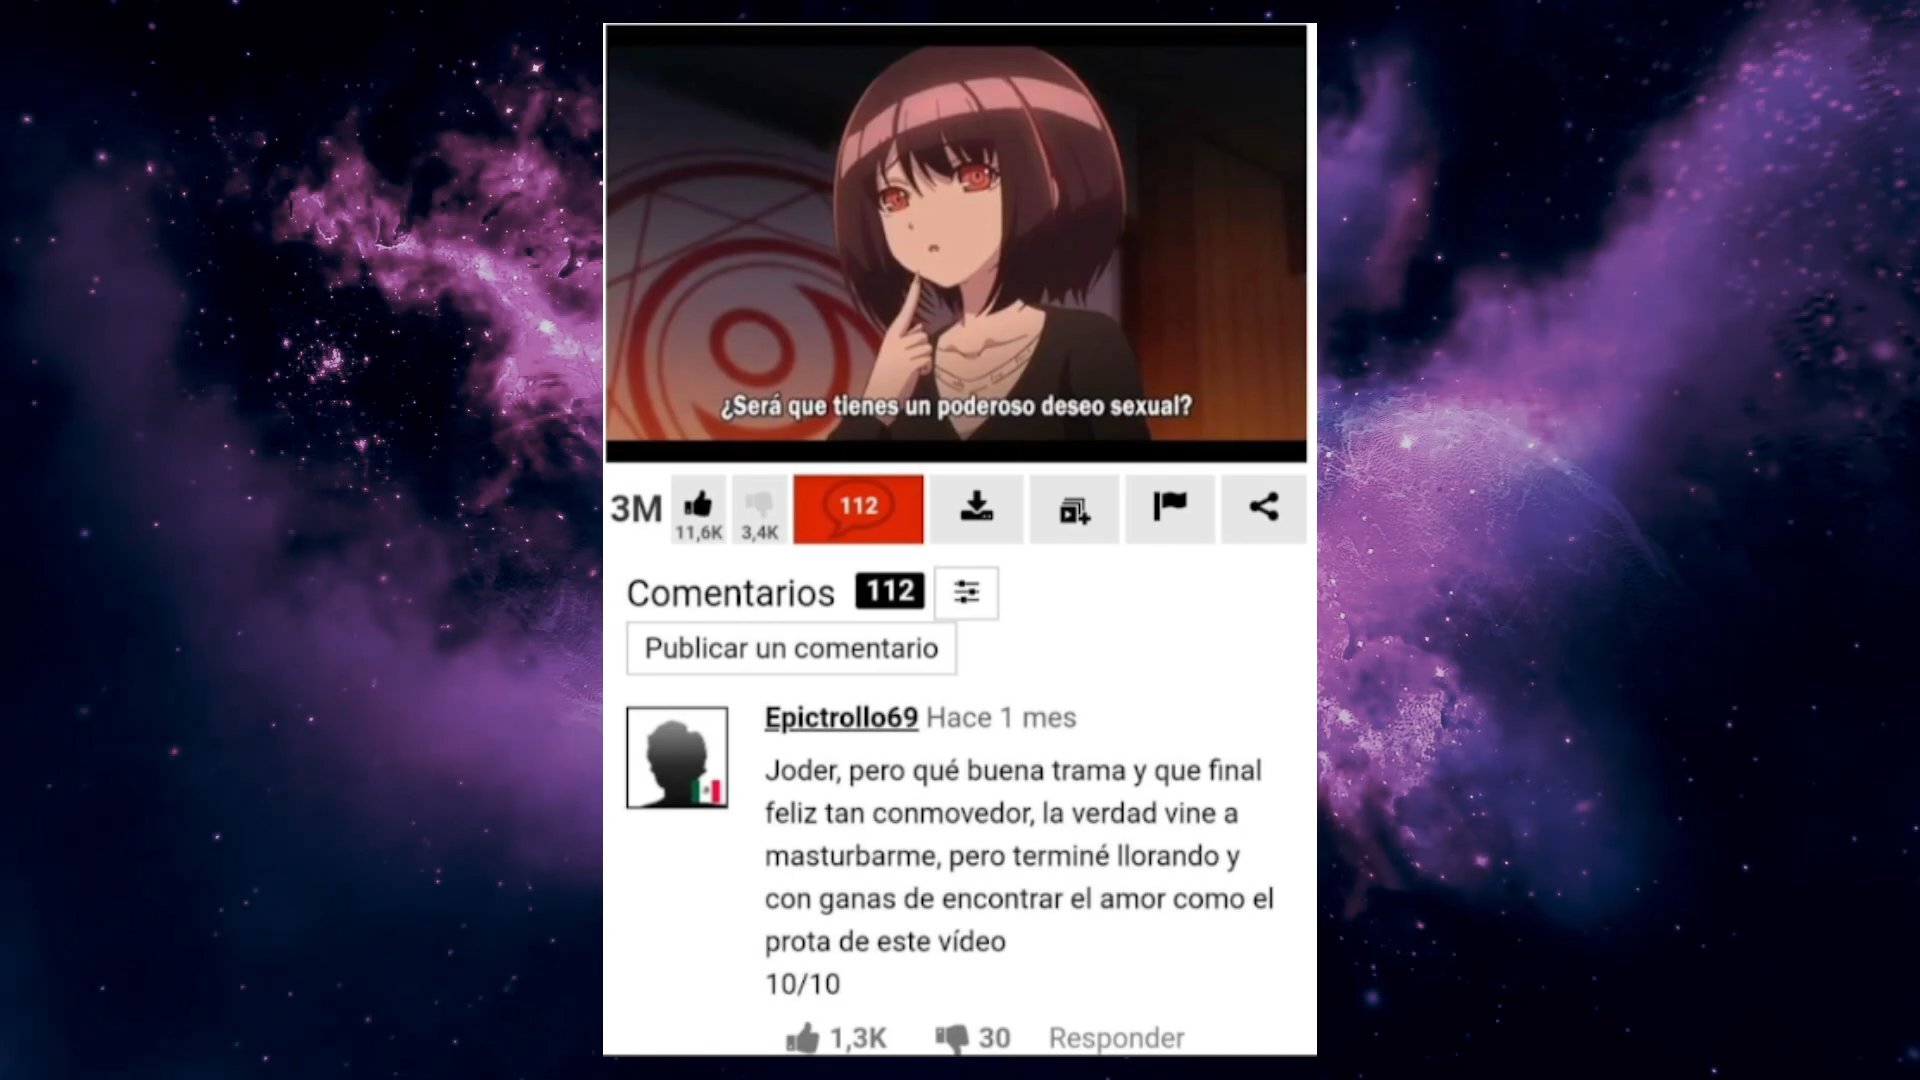 ¿Será que tienes un poderoso deseo sexual?
3M
11,6K
3,4K
112
Comentarios 112
Publicar un comentario
Epictrollo69 Hace 1 mes
Joder, pero qué buena trama y que final
feliz tan conmovedor, la verdad vine a
masturbarme, pero terminé llorando y
con ganas de encontrar el amor como el
prota de este vídeo
10/10
1,3K 30 Responder